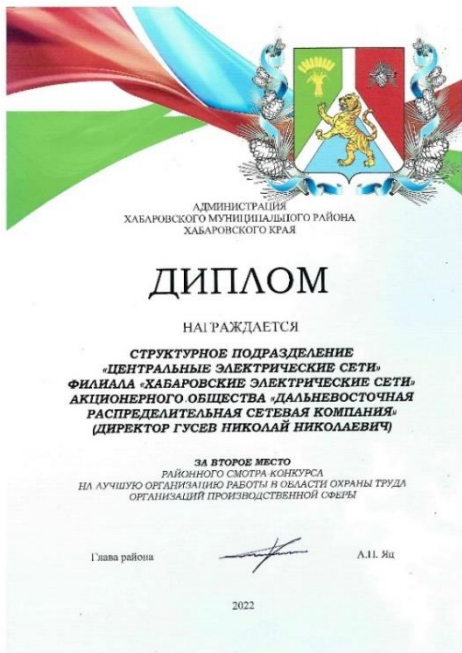 АДМИНИСТРАЦИЯ
ХАБАРОВСКОГО МУНИЦИПАЛЬНОГО РАЙОНА
ХАБАРОВСКОГО КРАЯ
ДИПЛОМ
НАГРАЖДАЕТСЯ
СТРУКТУРНОЕ ПОДРАЗДЕЛЕНИЕ
«ЦЕНТРАЛЬНЫЕ ЭЛЕКТРИЧЕСКИЕ СЕТИ»
ФИЛИАЛА «ХАБАРОВСКИЕ ЭЛЕКТРИЧЕСКИЕ СЕТИ»
АКЦИОНЕРНОГО ОБЩЕСТВА «ДАЛЬНЕВОСТОЧНАЯ
РАСПРЕДЕЛИТЕЛЬНАЯ СЕТЕВАЯ КОМПАНИЯ»
(ДИРЕКТОР ГУСЕВ НИКОЛАЙ НИКОЛАЕВИЧ)
ЗА ВТОРОЕ МЕСТО
РАЙОННОГО СМОТРА-КОНКУРСА
НА ЛУЧШУЮ ОРГАНИЗАЦИЮ РАБОТЫ В ОБЛАСТИ ОХРАНЫ ТРУДА
ОРГАНИЗАЦИЙ ПРОИЗВОДСТВЕННОЙ СФЕРЫ
Глава района А.П. Яц
2022